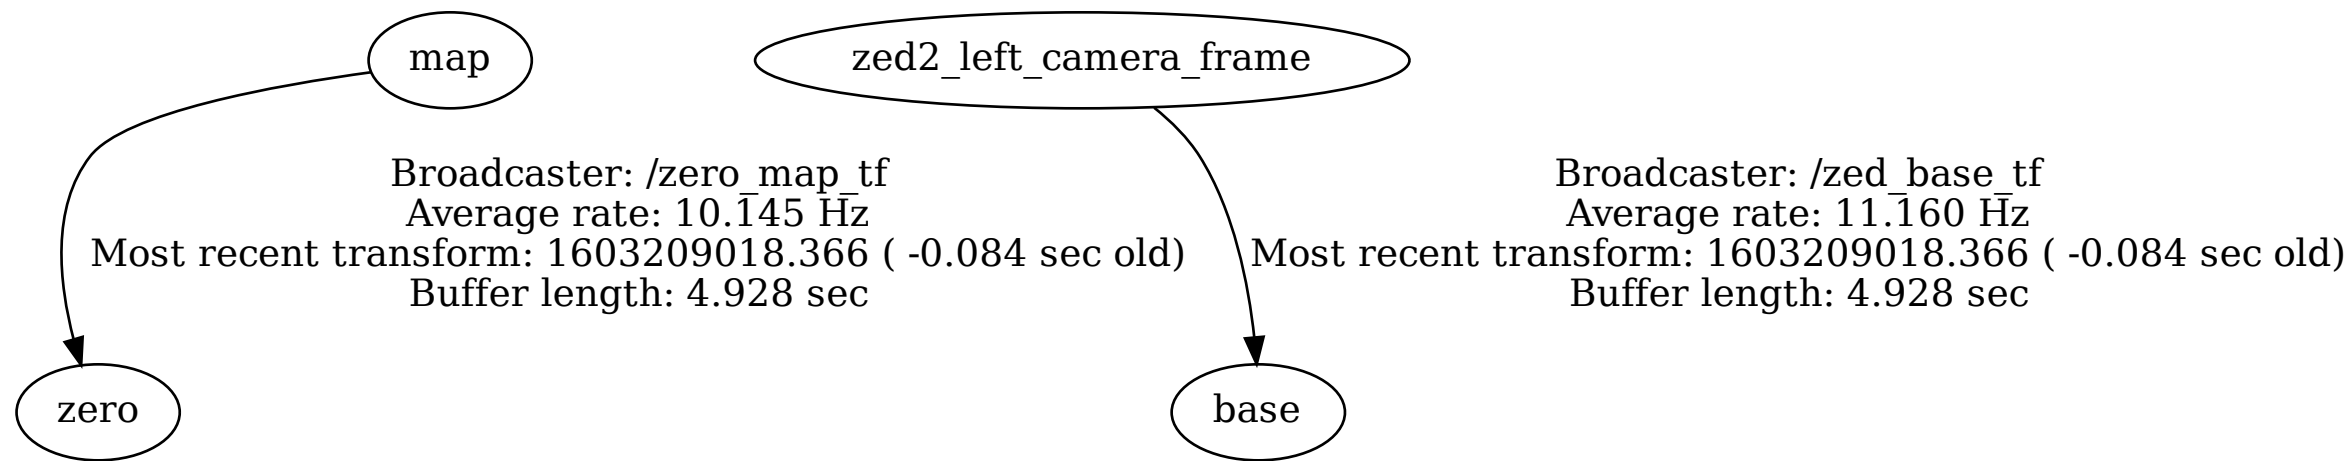 map
zed2_left_camera_frame
Broadcaster: /zero_map_tf
Average rate: 10.145 Hz
Most recent transform: 1603209018.366 ( -0.084 sec old)
Buffer length: 4.928 sec
Broadcaster: /zed_base_tf
Average rate: 11.160 Hz
Most recent transform: 1603209018.366 ( -0.084 sec old)
Buffer length: 4.928 sec
zero
base